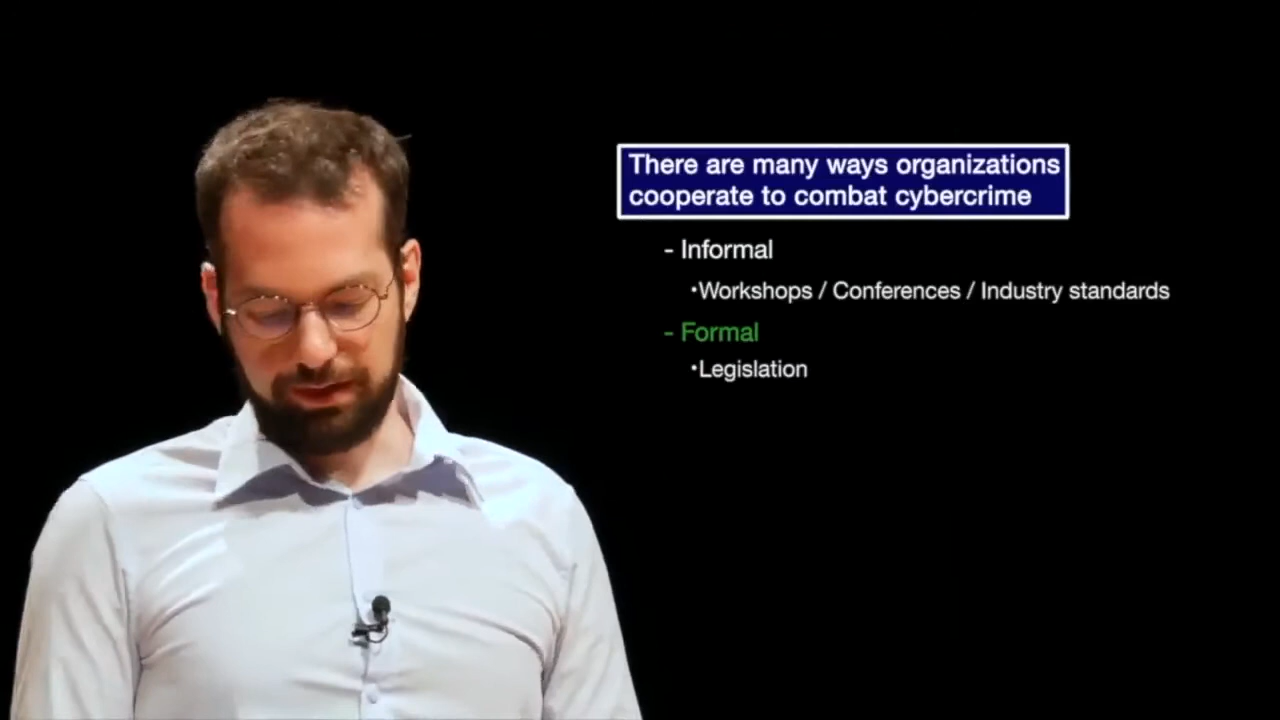 There are many ways organizations
cooperate to combat cybercrime
- Informal
•Workshops / Conferences / Industry standards
- Formal
•Legislation